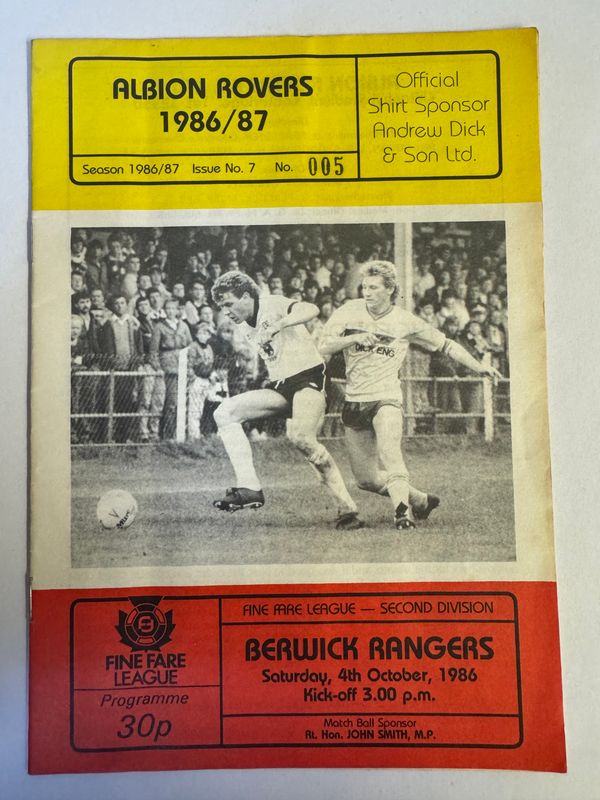 ALBION ROVERS
1986/87
Season 1986/87 Issue No. 7 No. 005
Official
Shirt Sponsor
Andrew Dick
& Son Ltd.
DICK ENG
FINE FARE
LEAGUE
Programme
30p
FINE FARE LEAGUE — SECOND DIVISION
BERWICK RANGERS
Saturday, 4th October, 1986
Kick-off 3.00 p.m.
Match Ball Sponsor
Rt. Hon. JOHN SMITH, M.P.